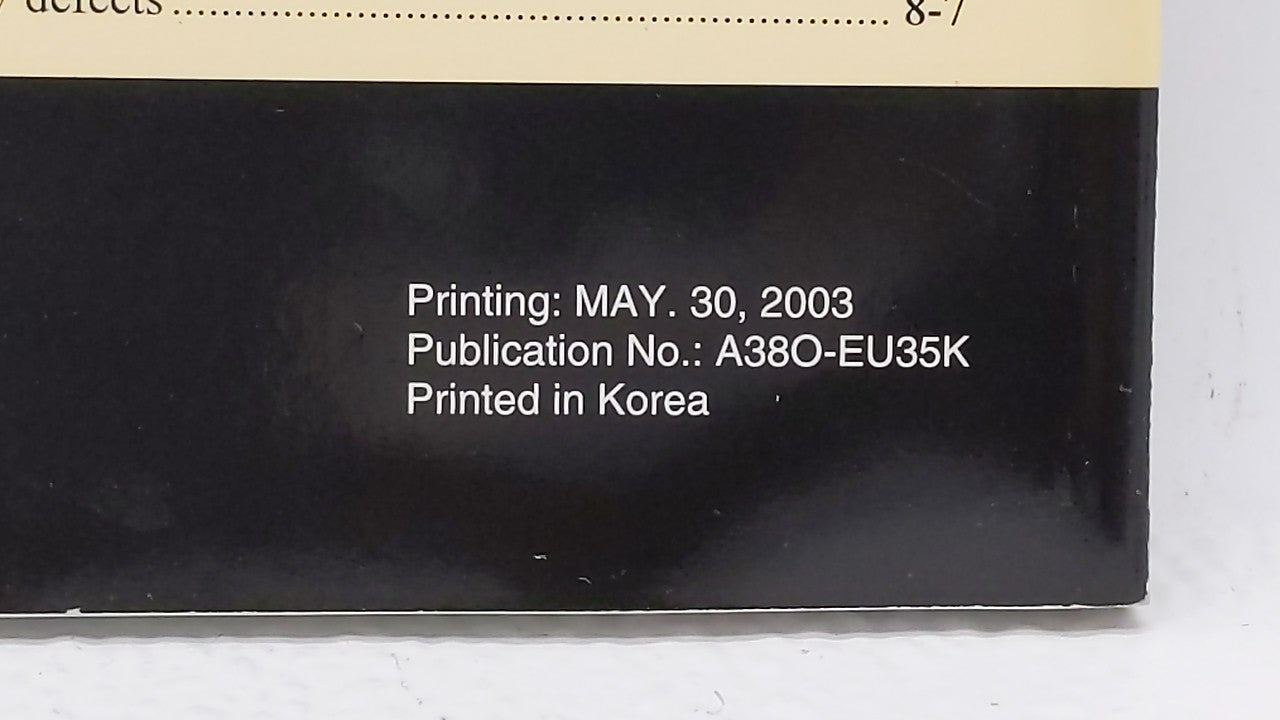 defects ........................................................................ 8-7
Printing: MAY. 30, 2003
Publication No.: A38O-EU35K
Printed in Korea